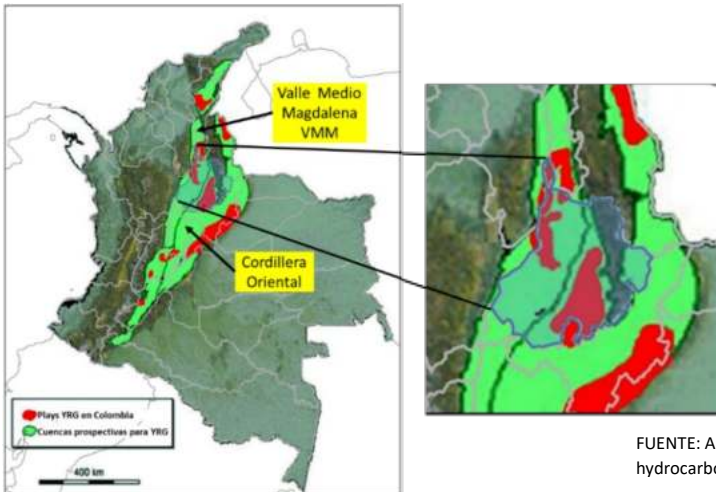 Valle Medio
Magdalena
VMM
Cordillera
Oriental
Plays YRG en Colombia
Cuencas prospectivas para YRG
400 km
FUENTE: A
hydrocarbo